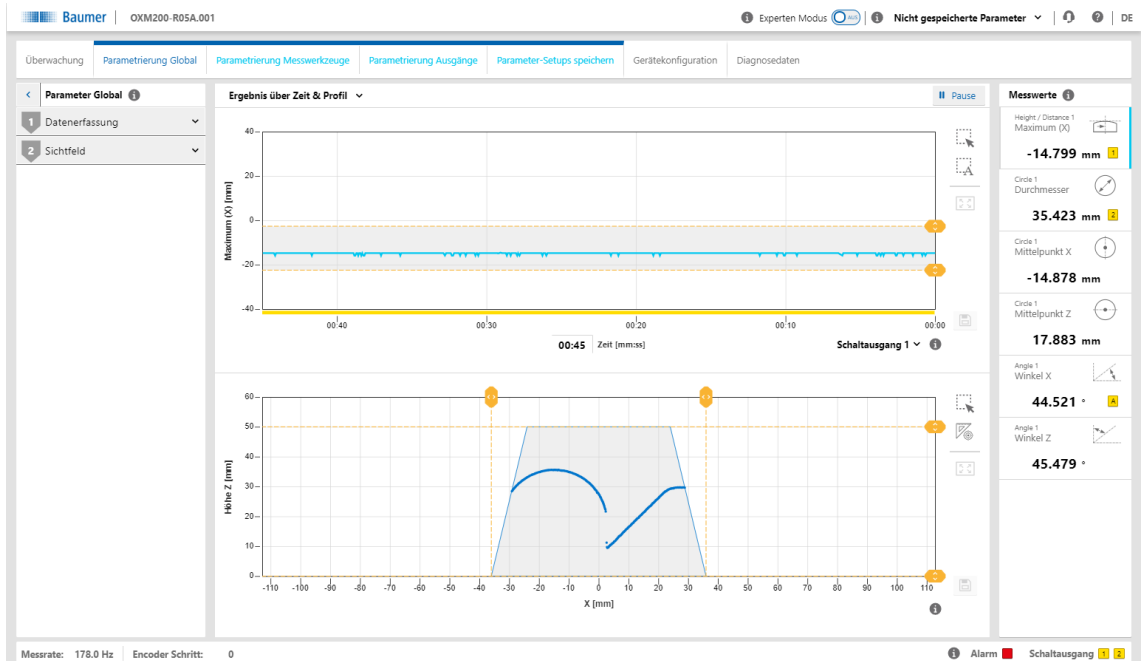 Baumer OXM200-R05A.001 Experten Modus AUS Nicht gespeicherte Parameter DE
Überwachung Parametrierung Global Parametrierung Messwerkzeuge Parametrierung Ausgänge Parameter-Setups speichern Gerätekonfiguration Diagnosedaten
Parameter Global
1 Datenerfassung
2 Sichtfeld
Ergebnis über Zeit & Profil
Pause
40
20
0
-20
-40
Maximum (X) [mm]
A
00:40 00:30 00:20 00:10 00:00
00:45 Zeit [mm:ss] Schaltausgang 1
60
50
40
30
20
10
0
Höhe Z [mm]
-110 -100 -90 -80 -70 -60 -50 -40 -30 -20 -10 0 10 20 30 40 50 60 70 80 90 100 110
X [mm]
Messwerte
Height / Distance 1
Maximum (X)
-14.799 mm 1
Circle 1
Durchmesser
35.423 mm 2
Circle 1
Mittelpunkt X
-14.878 mm
Circle 1
Mittelpunkt Z
17.883 mm
Angle 1
Winkel X
44.521 ° A
Angle 1
Winkel Z
45.479 °
Messrate: 178.0 Hz Encoder Schritt: 0 Alarm Schaltausgang 1 2